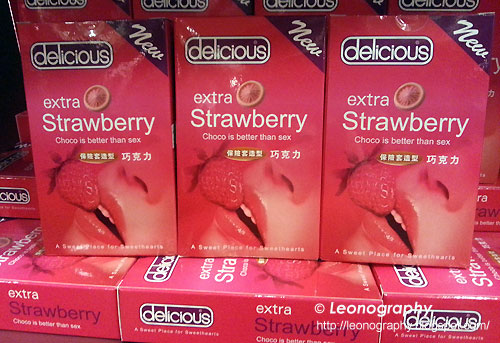 delicious New
extra
Strawberry
Choco is better than sex
保險套造型 巧克力
A Sweet Place for Sweethearts
delicious New
extra
Strawberry
Choco is better than sex
保險套造型 巧克力
A Sweet Place for Sweethearts
delicious New
extra
Strawberry
Choco is better than sex
保險套造型 巧克力
A Sweet Place for Sweethearts
delicious
delicious
extra
Strawberry
Choco is better than sex
delicious
A Sweet Place for Sweethearts
extra
Strawberry
Choco is better than sex
delicious
© Leonography